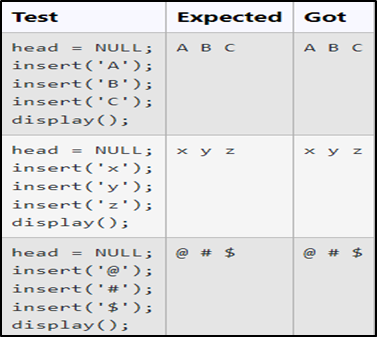 Test Expected Got
head = NULL; A B C A B C
insert('A');
insert('B');
insert('C');
display();
head = NULL; x y z x y z
insert('x');
insert('y');
insert('z');
display();
head = NULL; @ # $ @ # $
insert('@');
insert('#');
insert('$');
display();